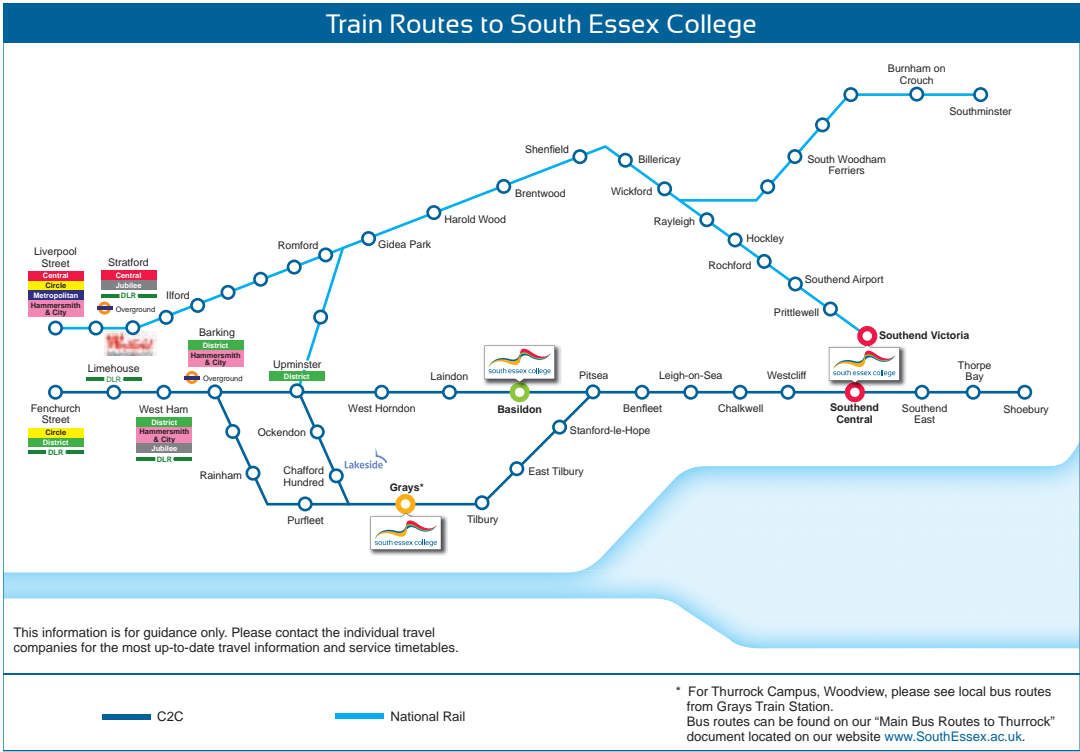 Train Routes to South Essex College
Burnham on
Crouch
Southminster
South Woodham
Ferriers
Shenfield
Billericay
Brentwood
Wickford
Harold Wood
Rayleigh
Gidea Park
Romford
Hockley
Rochford
Southend Airport
Prittlewell
Southend Victoria
Liverpool
Street
Central
Circle
Metropolitan
Hammersmith
& City
Stratford
Central
Jubilee
DLR
Overground
Ilford
Barking
District
Hammersmith
& City
Overground
Limehouse
DLR
Upminster
District
south essex college
south essex college
Fenchurch
Street
Circle
District
DLR
West Ham
District
Hammersmith
& City
Jubilee
DLR
West Horndon
Laindon
Basildon
Pitsea
Benfleet
Leigh-on-Sea
Chalkwell
Westcliff
Southend
Central
Southend
East
Thorpe
Bay
Shoebury
Ockendon
Stanford-le-Hope
Rainham
Chafford
Hundred
Lakeside
East Tilbury
Grays*
Purfleet
Tilbury
south essex college
This information is for guidance only. Please contact the individual travel
companies for the most up-to-date travel information and service timetables.
C2C
National Rail
* For Thurrock Campus, Woodview, please see local bus routes
from Grays Train Station.
Bus routes can be found on our “Main Bus Routes to Thurrock”
document located on our website www.SouthEssex.ac.uk.